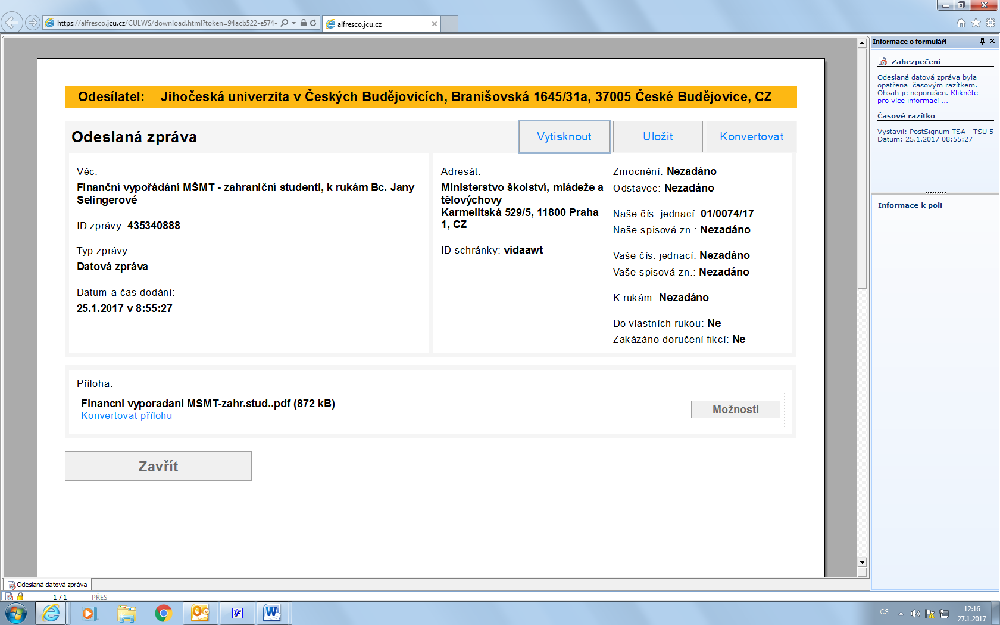 https://alfresco.jcu.cz/CULWS/download.html?token=94acb522-e574-
alfresco.jcu.cz
Odesílatel: Jihočeská univerzita v Českých Budějovicích, Branišovská 1645/31a, 37005 České Budějovice, CZ
Odeslaná zpráva
Vytisknout
Uložit
Konvertovat
Věc:
Finanční vypořádání MŠMT - zahraniční studenti, k rukám Bc. Jany
Selingerové
ID zprávy: 435340888
Typ zprávy:
Datová zpráva
Datum a čas dodání:
25.1.2017 v 8:55:27
Adresát:
Ministerstvo školství, mládeže a
tělovýchovy
Karmelitská 529/5, 11800 Praha
1, CZ
ID schránky: vidaawt
Zmocnění: Nezadáno
Odstavec: Nezadáno
Naše čís. jednací: 01/0074/17
Naše spisová zn.: Nezadáno
Vaše čís. jednací: Nezadáno
Vaše spisová zn.: Nezadáno
K rukám: Nezadáno
Do vlastních rukou: Ne
Zakázáno doručení fikcí: Ne
Příloha:
Financni vyporadani MSMT-zahr.stud..pdf (872 kB)
Konvertovat přílohu
Možnosti
Zavřít
Informace o formuláři
Zabezpečení
Odeslaná datová zpráva byla
opatřena časovým razítkem.
Obsah je neporušen. Klikněte
pro více informací ...
Časové razítko
Vystavil: PostSignum TSA - TSU 5
Datum: 25.1.2017 08:55:27
Informace k poli
Odeslaná datová zpráva
1 / 1
PŘES
CS
12:16
27.1.2017